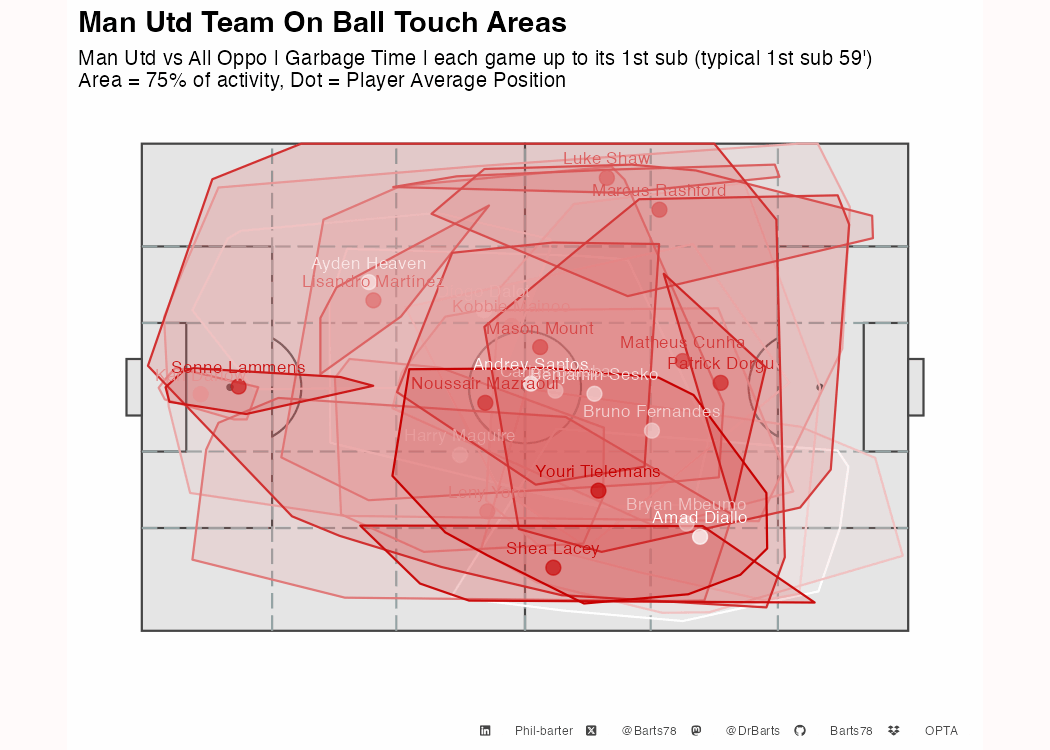 Man Utd Team On Ball Touch Areas
Man Utd vs All Oppo | Garbage Time | each game up to its 1st sub (typical 1st sub 59')
Area = 75% of activity, Dot = Player Average Position
Luke Shaw
Marcus Rashford
Ayden Heaven
Lisandro Martinez
Kobbie Mainoo
Mason Mount
Matheus Cunha
Patrick Dorgu
Senne Lammens
Andrey Santos
Benjamin Sesko
Noussair Mazraoui
Bruno Fernandes
Harry Maguire
Youri Tielemans
Leny Yoro
Bryan Mbeumo
Amad Diallo
Shea Lacey
Phil-barter @Barts78 @DrBarts Barts78 OPTA